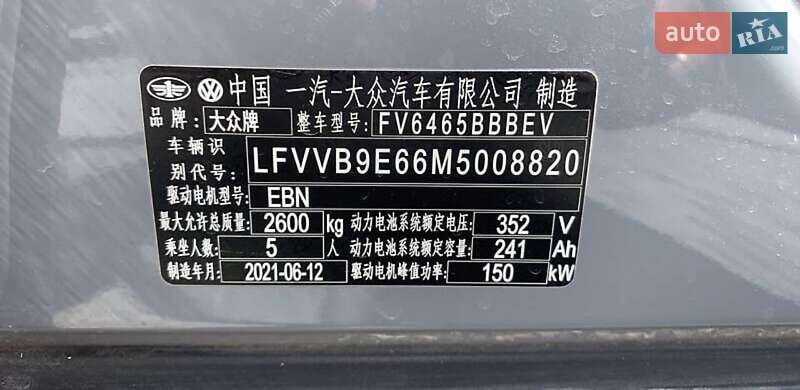 auto RIA.com
中国 一汽-大众汽车有限公司 制造
品牌: 大众牌 整车型号: FV6465BBBEV
车辆识别代号: LFVVB9E66M5008820
驱动电机型号: EBN
最大允许总质量: 2600 kg 动力电池系统额定电压: 352 V
乘坐人数: 5 人 动力电池系统额定容量: 241 Ah
制造年月: 2021-06-12 驱动电机峰值功率: 150 kW